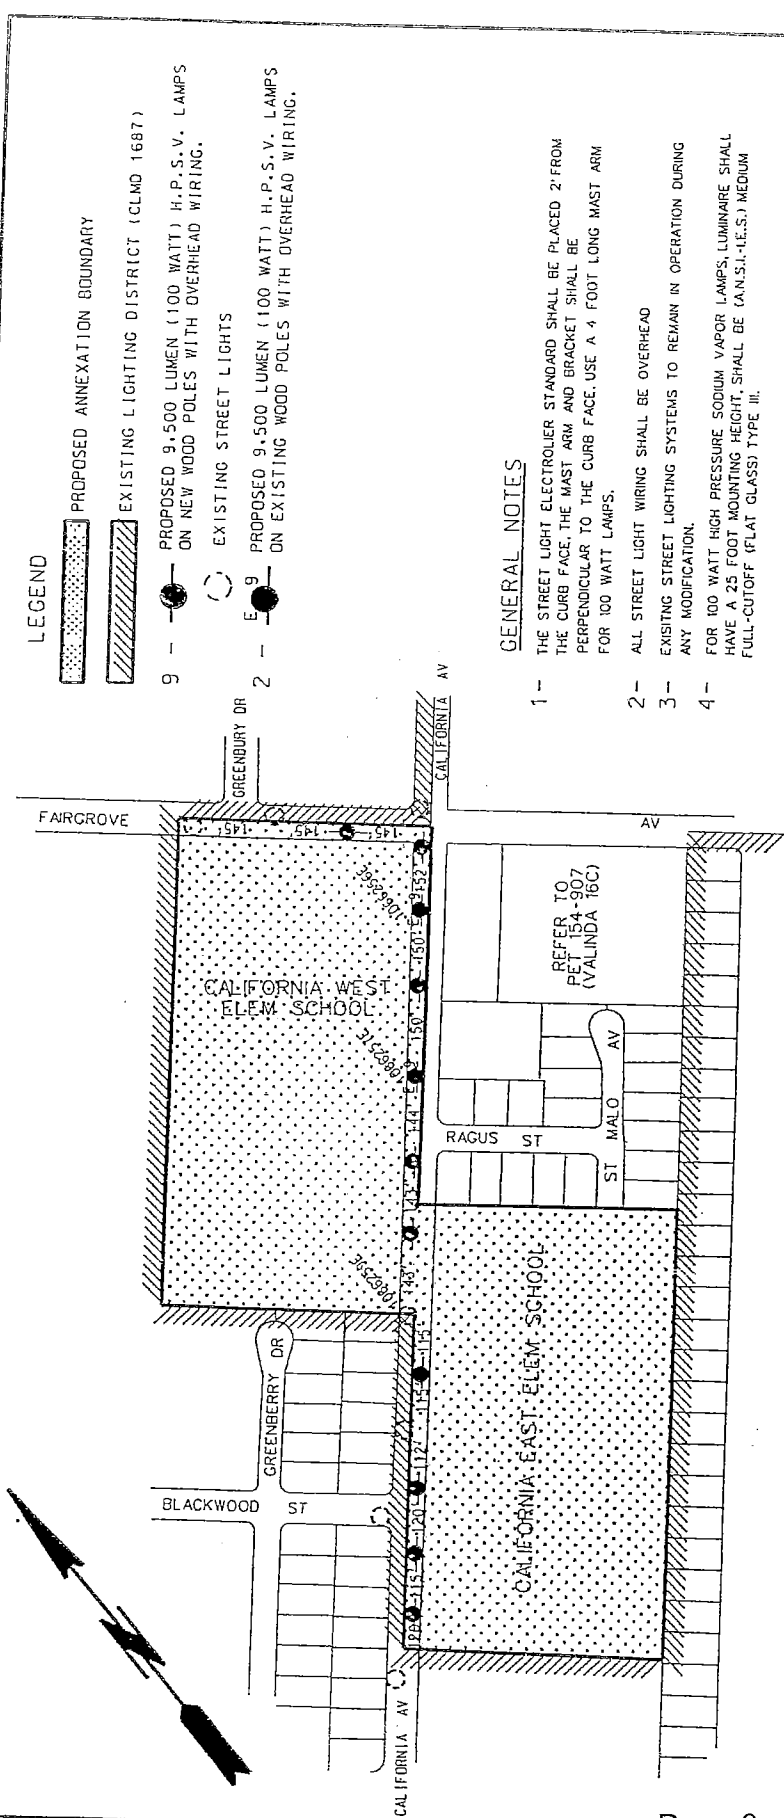 LEGEND
PROPOSED ANNEXATION BOUNDARY
EXISTING LIGHTING DISTRICT (CLMD 1687)
9 - PROPOSED 9,500 LUMEN (100 WATT) H.P.S.V. LAMPS
ON NEW WOOD POLES WITH OVERHEAD WIRING.
EXISTING STREET LIGHTS
2 - E 9 PROPOSED 9,500 LUMEN (100 WATT) H.P.S.V. LAMPS
ON EXISTING WOOD POLES WITH OVERHEAD WIRING.
GENERAL NOTES
1- THE STREET LIGHT ELECTROLIER STANDARD SHALL BE PLACED 2' FROM
THE CURB FACE, THE MAST ARM AND BRACKET SHALL BE
PERPENDICULAR TO THE CURB FACE. USE A 4 FOOT LONG MAST ARM
FOR 100 WATT LAMPS.
2- ALL STREET LIGHT WIRING SHALL BE OVERHEAD
3- EXISITNG STREET LIGHTING SYSTEMS TO REMAIN IN OPERATION DURING
ANY MODIFICATION.
4- FOR 100 WATT HIGH PRESSURE SODIUM VAPOR LAMPS, LUMINAIRE SHALL
HAVE A 25 FOOT MOUNTING HEIGHT, SHALL BE (A.N.S.I.-I.E.S.) MEDIUM
FULL-CUTOFF (FLAT GLASS) TYPE III.
GREENBURY DR
CALIFORNIA AV
FAIRGROVE
AV
145'
145'
145'
152'
E 9
150'
150'
E
144'
143'
143'
115'
115'
112'
120'
115'
120'
CALIFORNIA WEST
ELEM SCHOOL
REFER TO
PET 154-907
(VALINDA 16C)
RAGUS ST
ST MALO AV
CALIFORNIA EAST ELEM SCHOOL
GREENBERRY DR
BLACKWOOD ST
CALIFORNIA AV